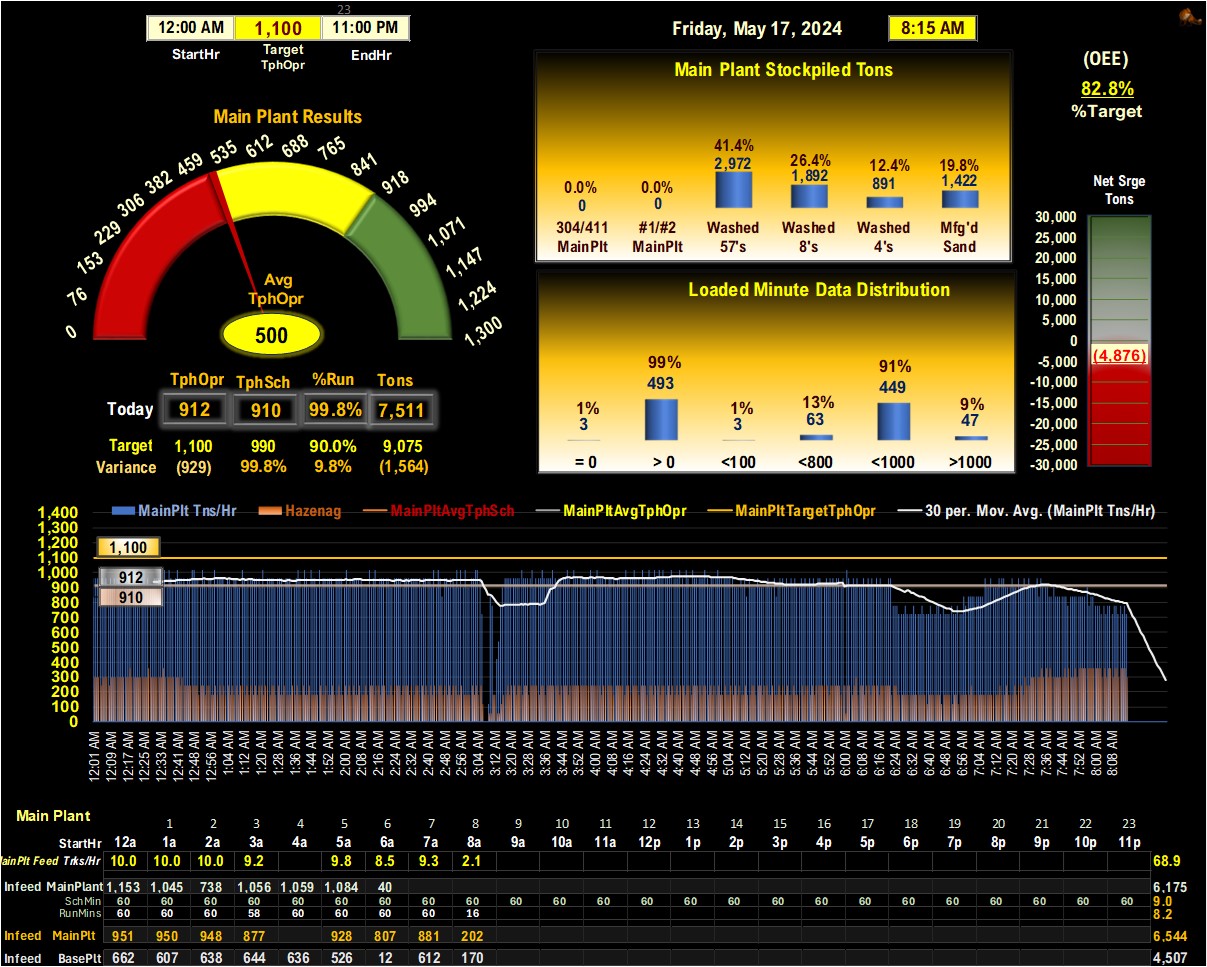 23
12:00 AM 1,100 11:00 PM
StartHr Target TphOpr EndHr
Friday, May 17, 2024 8:15 AM
(OEE)
82.8%
%Target
Main Plant Results
0 76 153 229 306 382 459 535 612 688 765 841 918 994 1,071 1,147 1,224 1,300
Avg
TphOpr
500
TphOpr TphSch %Run Tons
Today 912 910 99.8% 7,511
Target 1,100 990 90.0% 9,075
Variance (929) 99.8% 9.8% (1,564)
Main Plant Stockpiled Tons
0.0% 0.0% 41.4% 26.4% 12.4% 19.8%
0 0 2,972 1,892 891 1,422
304/411 #1/#2 Washed Washed Washed Mfg'd
MainPlt MainPlt 57's 8's 4's Sand
Loaded Minute Data Distribution
1% 99% 1% 13% 91% 9%
3 493 3 63 449 47
= 0 > 0 <100 <800 <1000 >1000
Net Srge
Tons
30,000
25,000
20,000
15,000
10,000
5,000
0
(4,876)
-5,000
-10,000
-15,000
-20,000
-25,000
-30,000
MainPlt Tns/Hr Hazenag MainPltAvgTphSch MainPltAvgTphOpr MainPltTargetTphOpr 30 per. Mov. Avg. (MainPlt Tns/Hr)
1,400
1,300
1,200
1,100
1,000
900
800
700
600
500
400
300
200
100
0
1,100
912
910
12:01 AM 12:09 AM 12:17 AM 12:25 AM 12:33 AM 12:41 AM 12:48 AM 12:56 AM 1:04 AM 1:12 AM 1:20 AM 1:28 AM 1:36 AM 1:44 AM 1:52 AM 2:00 AM 2:08 AM 2:16 AM 2:24 AM 2:32 AM 2:40 AM 2:48 AM 2:56 AM 3:04 AM 3:12 AM 3:20 AM 3:28 AM 3:36 AM 3:44 AM 3:52 AM 4:00 AM 4:08 AM 4:16 AM 4:24 AM 4:32 AM 4:40 AM 4:48 AM 4:56 AM 5:04 AM 5:12 AM 5:20 AM 5:28 AM 5:36 AM 5:44 AM 5:52 AM 6:00 AM 6:08 AM 6:16 AM 6:24 AM 6:32 AM 6:40 AM 6:48 AM 6:56 AM 7:04 AM 7:12 AM 7:20 AM 7:28 AM 7:36 AM 7:44 AM 7:52 AM 8:00 AM 8:08 AM
Main Plant
1 2 3 4 5 6 7 8 9 10 11 12 13 14 15 16 17 18 19 20 21 22 23
StartHr 12a 1a 2a 3a 4a 5a 6a 7a 8a 9a 10a 11a 12p 1p 2p 3p 4p 5p 6p 7p 8p 9p 10p 11p
MainPlt Feed Trks/Hr 10.0 10.0 10.0 9.2 9.8 8.5 9.3 2.1 68.9
Infeed MainPlant 1,153 1,045 738 1,056 1,059 1,084 40 6,175
SchMin 60 60 60 60 60 60 60 60 60 60 60 60 60 60 60 60 60 60 60 60 60 60 60 60 9.0
RunMins 60 60 60 58 60 60 60 60 16 8.2
Infeed MainPlt 951 950 948 877 928 807 881 202 6,544
Infeed BasePlt 662 607 638 644 636 526 12 612 170 4,507